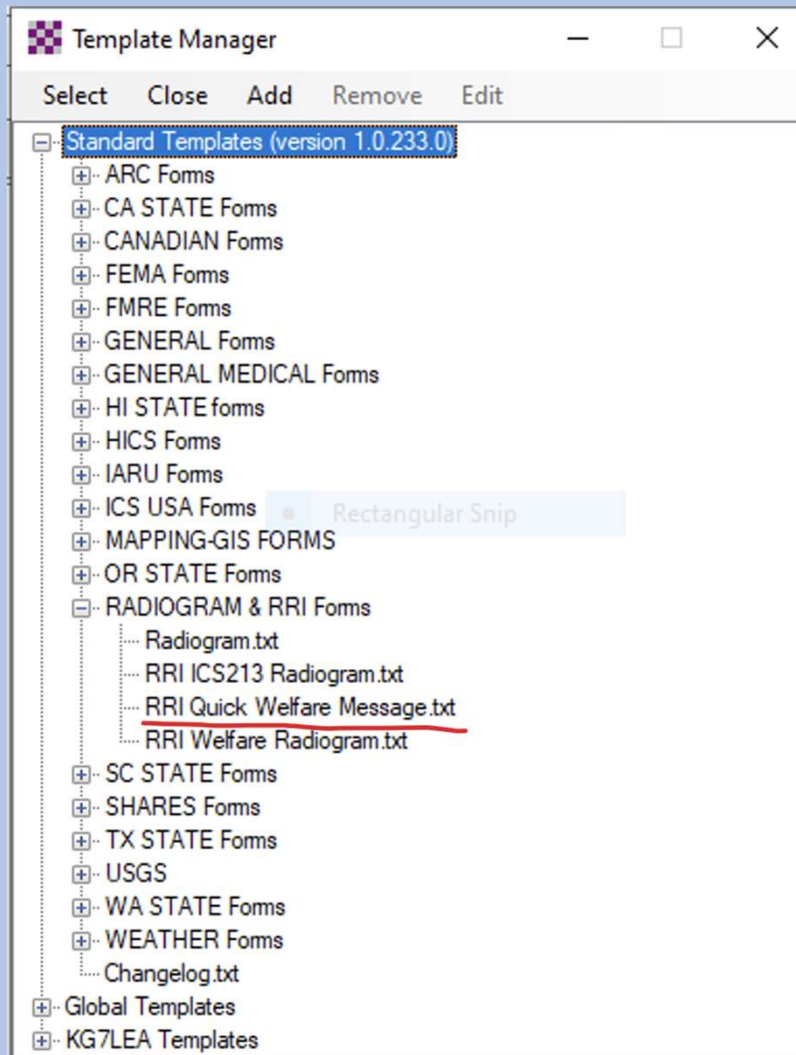 Template Manager
Select Close Add Remove Edit
Standard Templates (version 1.0.233.0)
ARC Forms
CA STATE Forms
CANADIAN Forms
FEMA Forms
FMRE Forms
GENERAL Forms
GENERAL MEDICAL Forms
HI STATE forms
HICS Forms
IARU Forms
ICS USA Forms
Rectangular Snip
MAPPING-GIS FORMS
OR STATE Forms
RADIOGRAM & RRI Forms
Radiogram.txt
RRI ICS213 Radiogram.txt
RRI Quick Welfare Message.txt
RRI Welfare Radiogram.txt
SC STATE Forms
SHARES Forms
TX STATE Forms
USGS
WA STATE Forms
WEATHER Forms
Changelog.txt
Global Templates
KG7LEA Templates